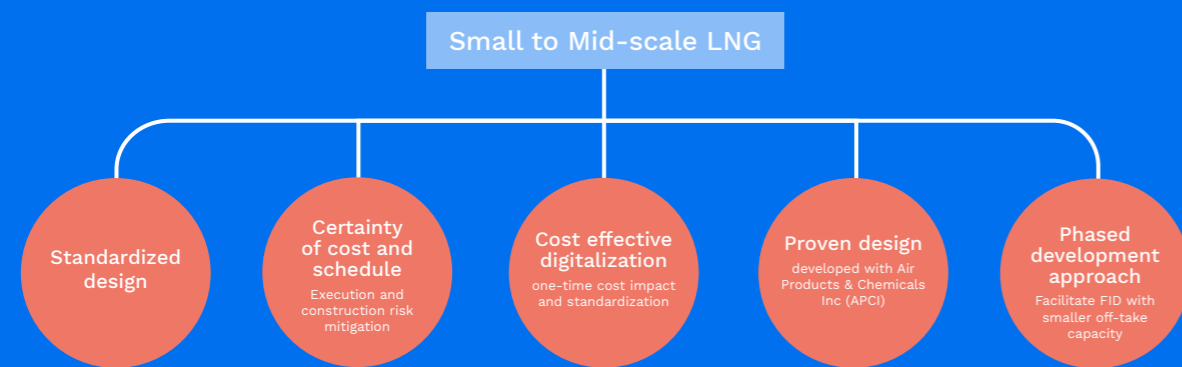 Small to Mid-scale LNG
Standardized
design
Certainty
of cost and
schedule
Execution and
construction risk
mitigation
Cost effective
digitalization
one-time cost impact
and standardization
Proven design
developed with Air
Products & Chemicals
Inc (APCI)
Phased
development
approach
Facilitate FID with
smaller off-take
capacity